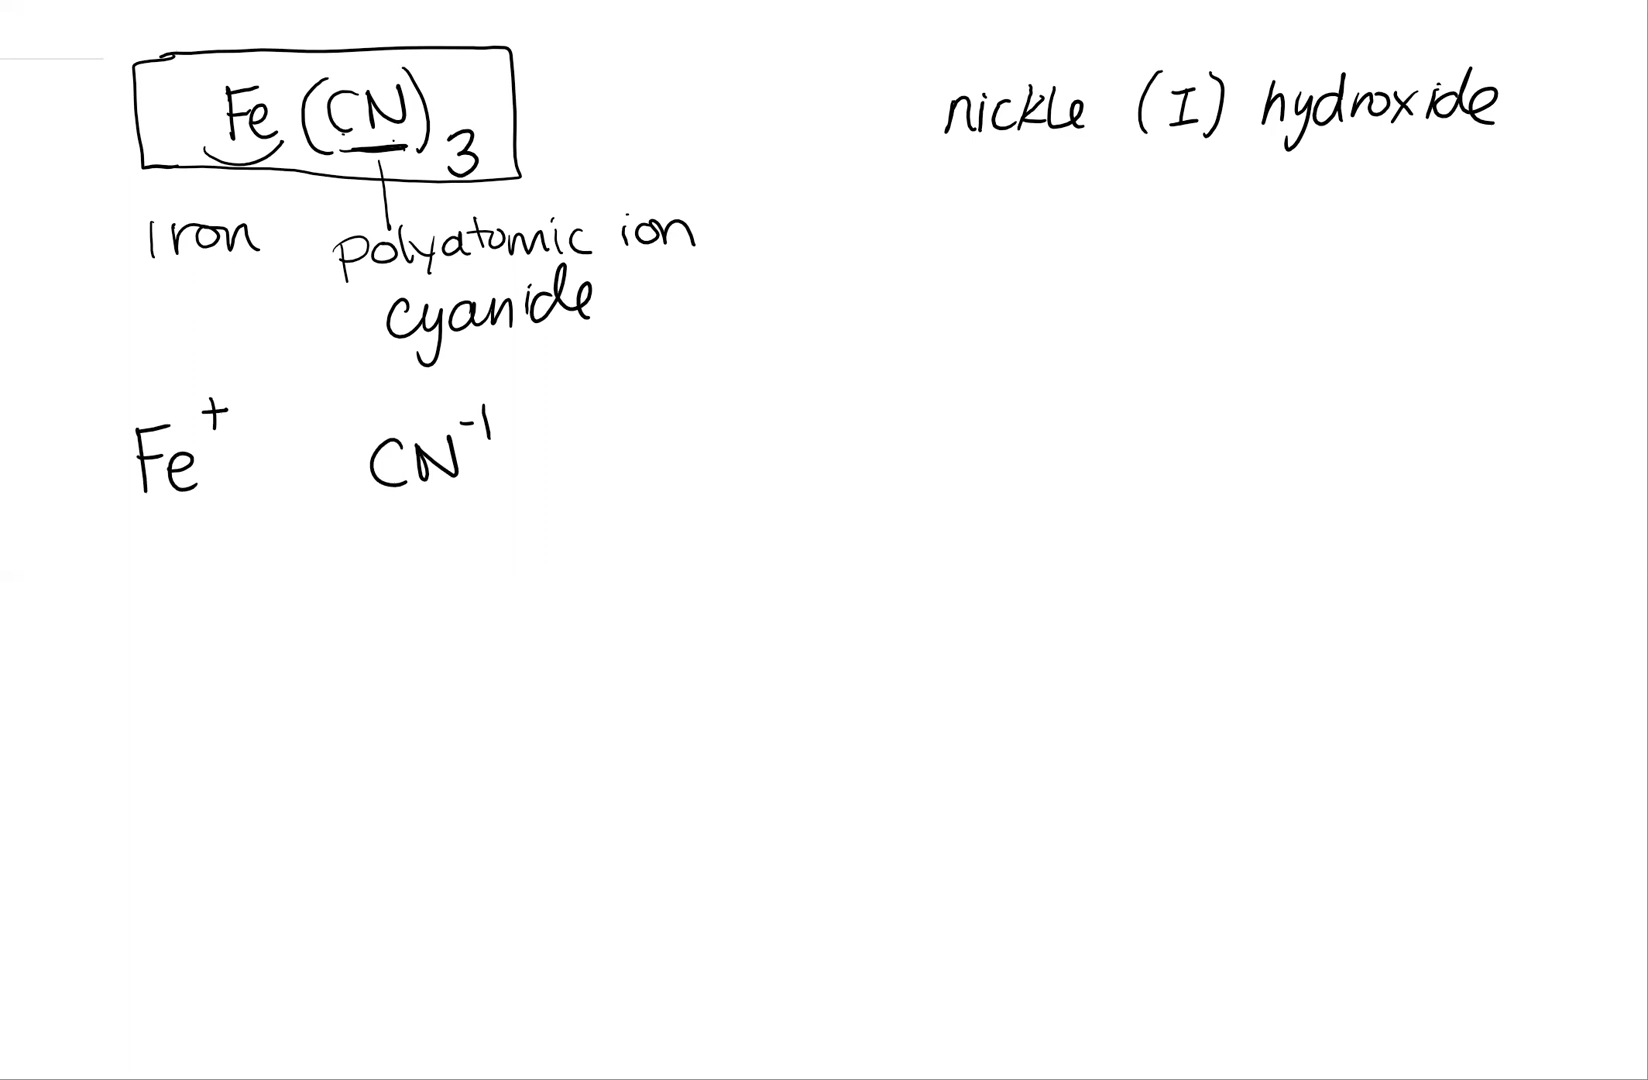 Fe (CN)3
Iron polyatomic ion
cyanide
Fe+ CN-1
nickle (I) hydroxide